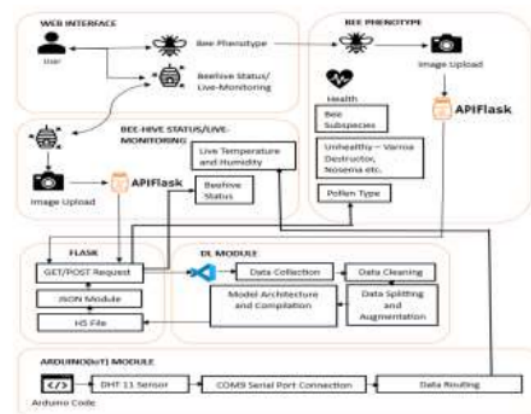 WEB INTERFACE
User
Bee Phenotype
Beehive Status/
Live-Monitoring
BEE PHENOTYPE
Image Upload
APIFlask
Health
Bee
Subspecies
Unhealthy – Varroa
Destructor,
Nosema etc.
Pollen Type
BEE-HIVE STATUS/LIVE-
MONITORING
Live Temperature
and Humidity
Beehive
Status
Image Upload
APIFlask
FLASK
GET/POST Request
JSON Module
H5 File
DL MODULE
Data Collection
Data Cleaning
Model Architecture
and Compilation
Data Splitting
and
Augmentation
ARDUINO(IoT) MODULE
Arduino Code
DHT 11 Sensor
COM9 Serial Port Connection
Data Routing